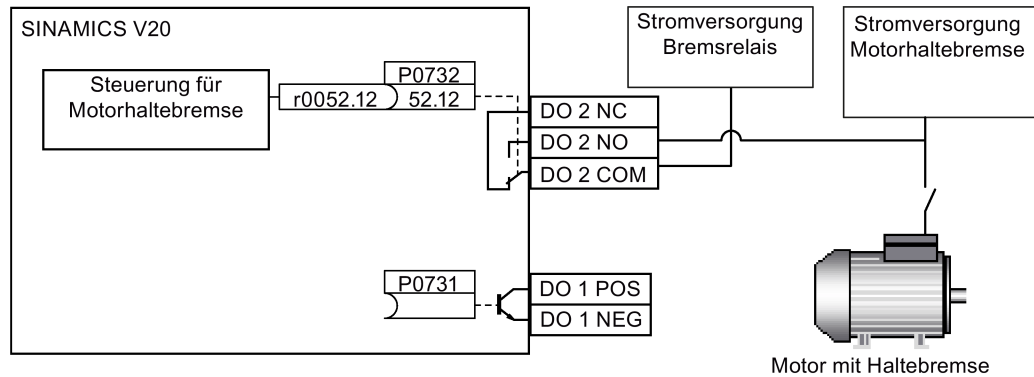 SINAMICS V20
Steuerung für
Motorhaltebremse
r0052.12
P0732
52.12
DO 2 NC
DO 2 NO
DO 2 COM
Stromversorgung
Bremsrelais
Stromversorgung
Motorhaltebremse
P0731
DO 1 POS
DO 1 NEG
Motor mit Haltebremse